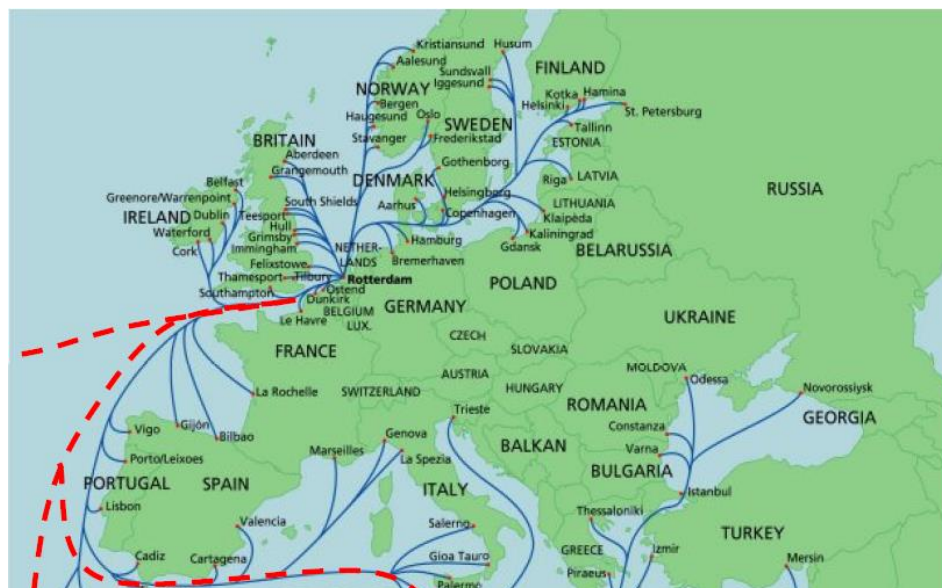 Kristiansund
Husum
Aalesund
Sundsvall
Iggesund
FINLAND
NORWAY
Kotka
Hamina
Bergen
Oslo
Helsinki
St. Petersburg
Haugesund
SWEDEN
Tallinn
Stavanger
Frederikstad
ESTONIA
BRITAIN
Aberdeen
Gothenborg
Grangemouth
DENMARK
Riga
LATVIA
RUSSIA
Belfast
Greenore/Warrenpoint
Helsingborg
South Shields
Aarhus
LITHUANIA
IRELAND
Dublin
Teesport
Copenhagen
Klaipėda
Waterford
Hull
Kaliningrad
Grimsby
Hamburg
Gdansk
Cork
Immingham
NETHER-
LANDS
Bremerhaven
BELARUSSIA
Felixstowe
Thamesport
Tilbury
Rotterdam
POLAND
Southampton
Ostend
Dunkirk
GERMANY
Le Havre
BELGIUM
LUX.
UKRAINE
CZECH
FRANCE
SLOVAKIA
MOLDOVA
AUSTRIA
Odessa
La Rochelle
SWITZERLAND
HUNGARY
Novorossiysk
Trieste
ROMANIA
GEORGIA
Vigo
Gijón
Bilbao
Genova
Constanza
Marseilles
BALKAN
La Spezia
Varna
Porto/Leixoes
BULGARIA
PORTUGAL
SPAIN
ITALY
Istanbul
Lisbon
Thessaloniki
Valencia
Salerno
TURKEY
Cadiz
Cartagena
Gioa Tauro
GREECE
Izmir
Mersin
Palermo
Piraeus